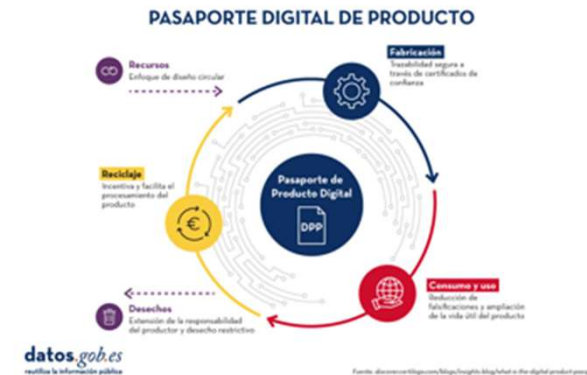 PASAPORTE DIGITAL DE PRODUCTO
Recursos
Enfoque de diseño circular
Fabricación
Trazabilidad segura a
través de certificados de
confianza
Reciclaje
Incentiva y facilita el
procesamiento del
producto
€
Pasaporte de
Producto Digital
DPP
Consumo y uso
Reducción de
falsificaciones y ampliación
de la vida útil del producto
Desechos
Extensión de la responsabilidad
del productor y desecho restrictivo
datos.gob.es
reutiliza la información pública
Fuente: